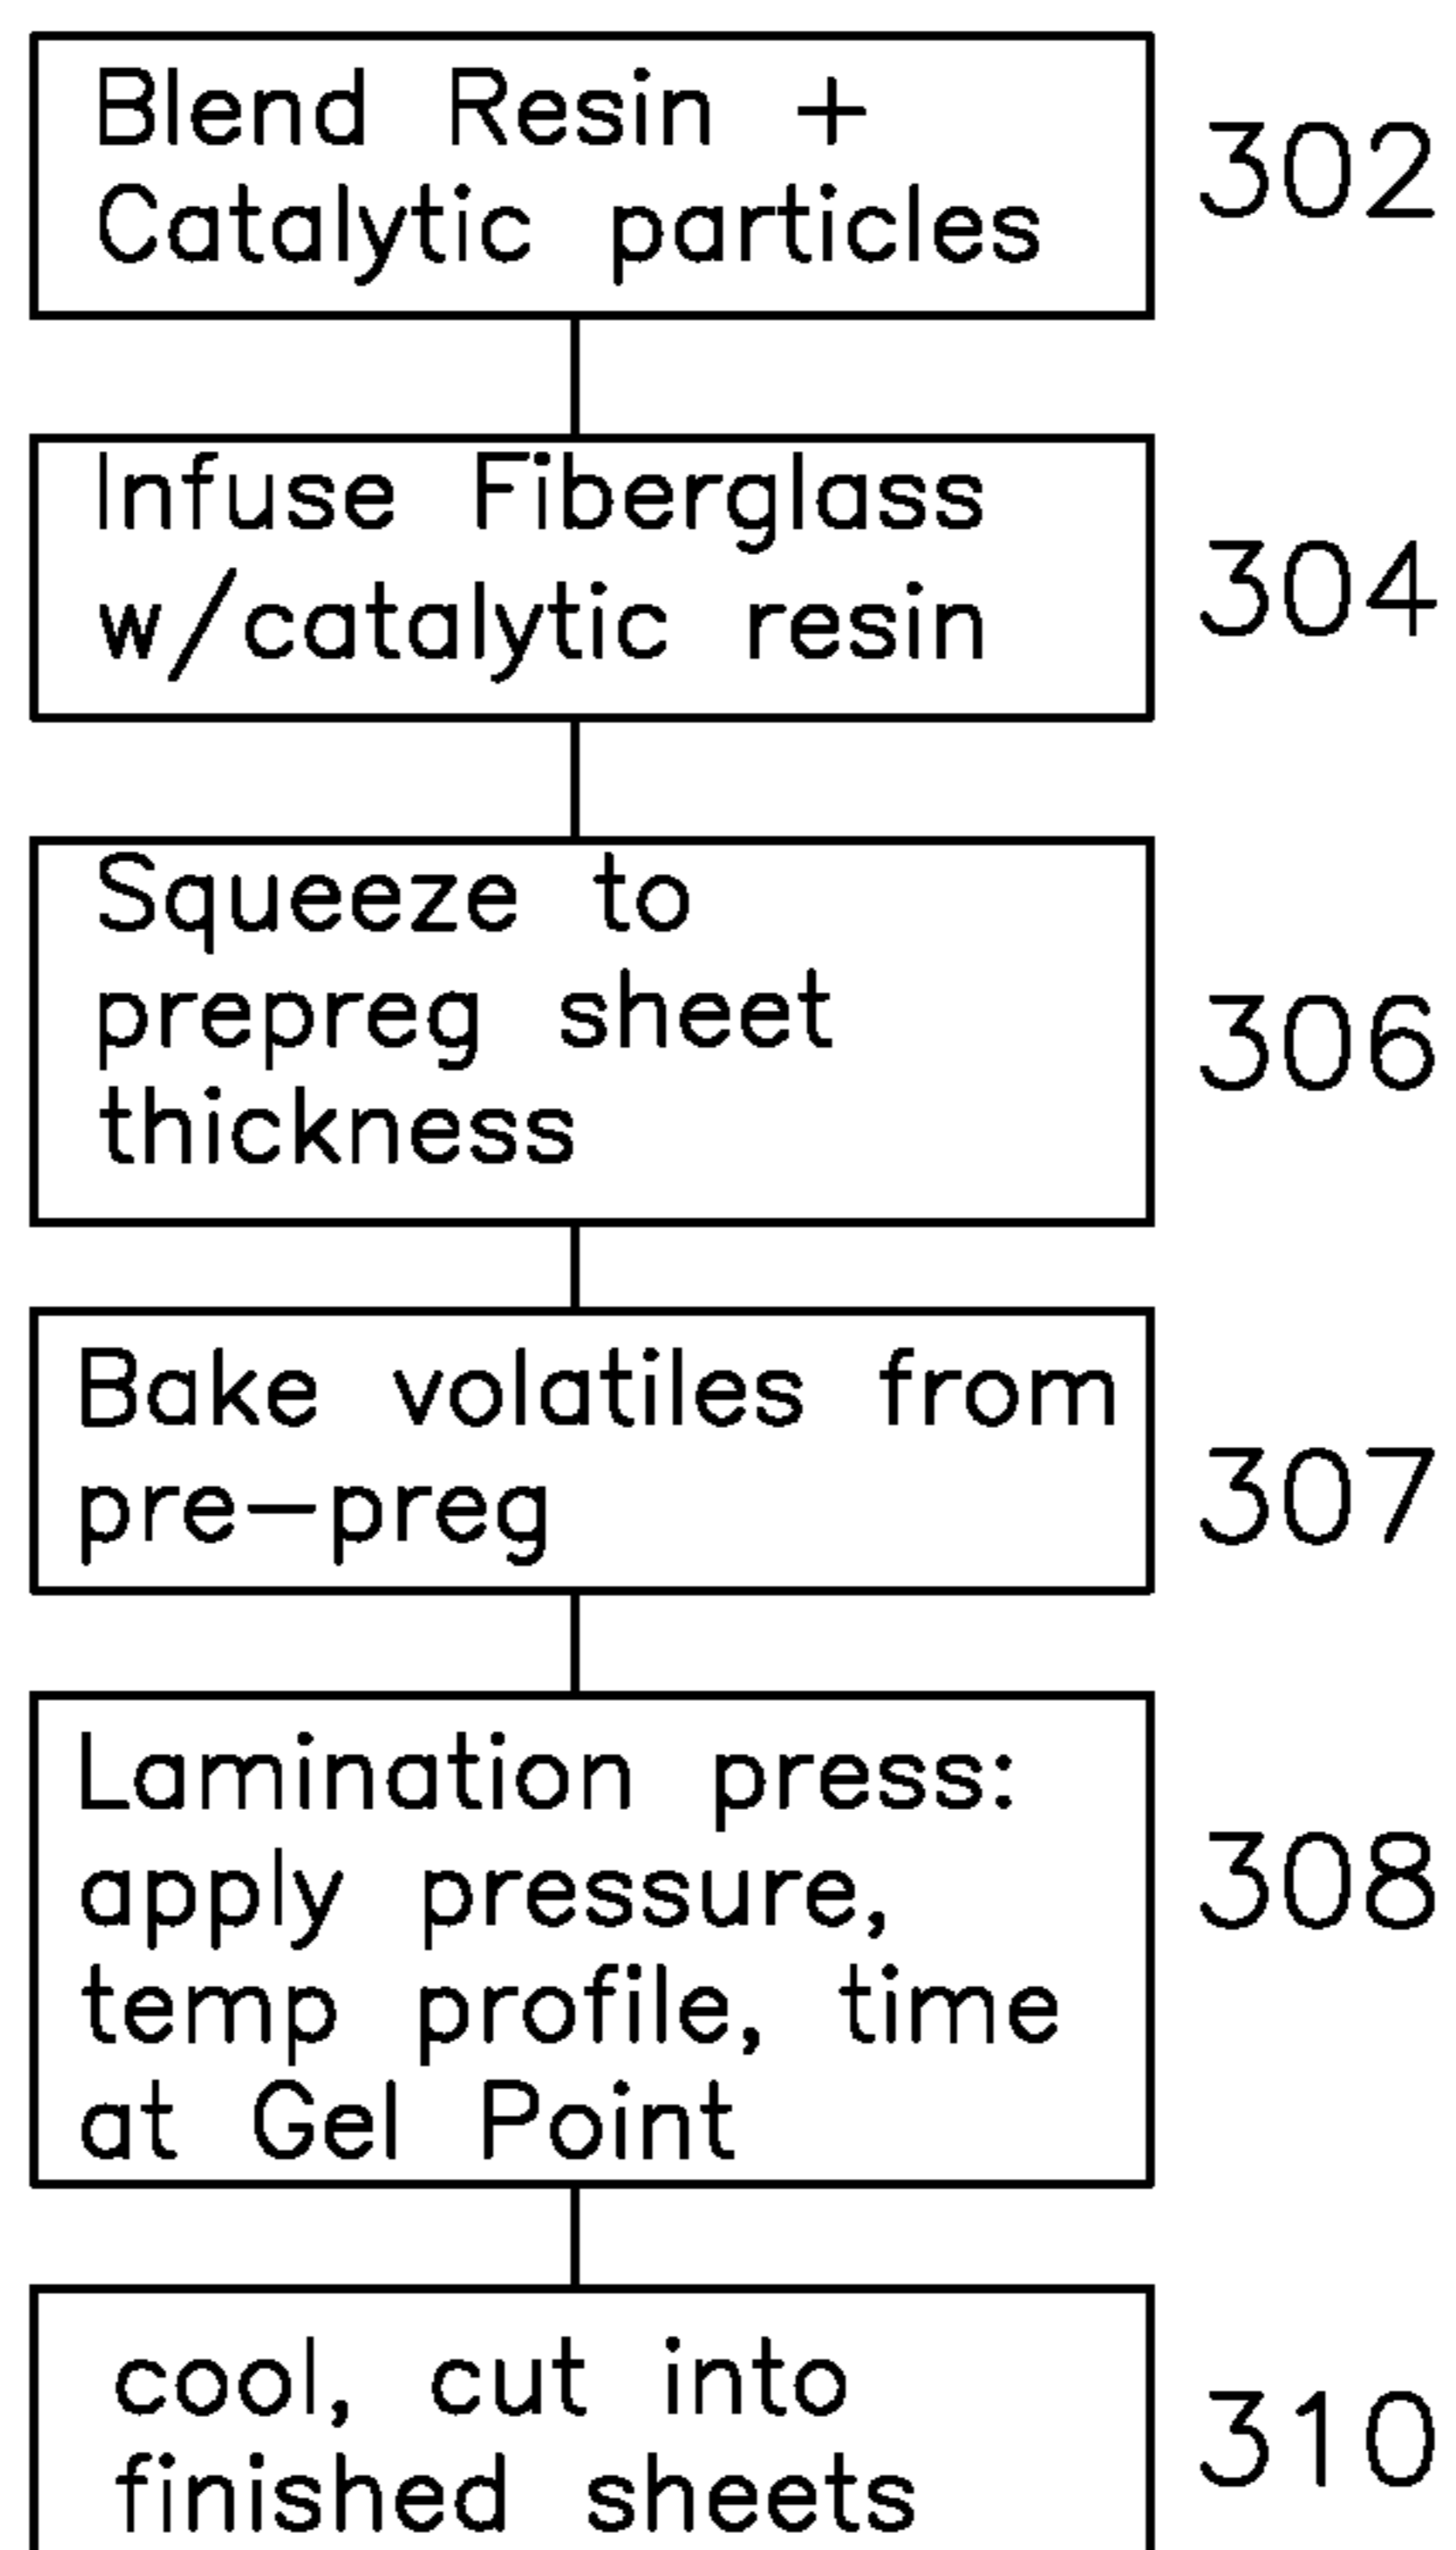 Blend Resin +
Catalytic particles
302
Infuse Fiberglass
w/catalytic resin
304
Squeeze to
prepreg sheet
thickness
306
Bake volatiles from
pre-preg
307
Lamination press:
apply pressure,
temp profile, time
at Gel Point
308
cool, cut into
finished sheets
310